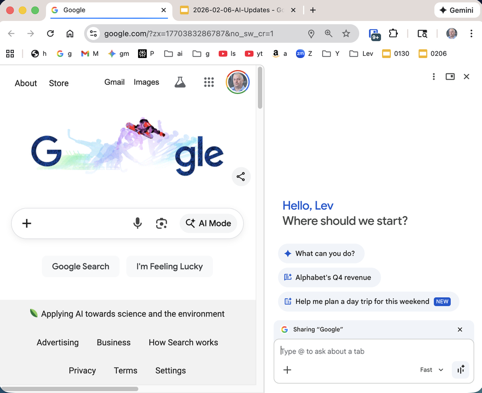 Google
2026-02-06-AI-Updates - G
Gemini
google.com/?zx=1770383286787&no_sw_cr=1
9+
h
g
M
gm
P
ai
g
ls
yt
a
Z
Y
Lev
0130
0206
About
Store
Gmail
Images
G gle
AI Mode
Google Search
I'm Feeling Lucky
Applying AI towards science and the environment
Advertising
Business
How Search works
Privacy
Terms
Settings
Hello, Lev
Where should we start?
What can you do?
Alphabet's Q4 revenue
Help me plan a day trip for this weekend NEW
Sharing "Google"
Type @ to ask about a tab
Fast